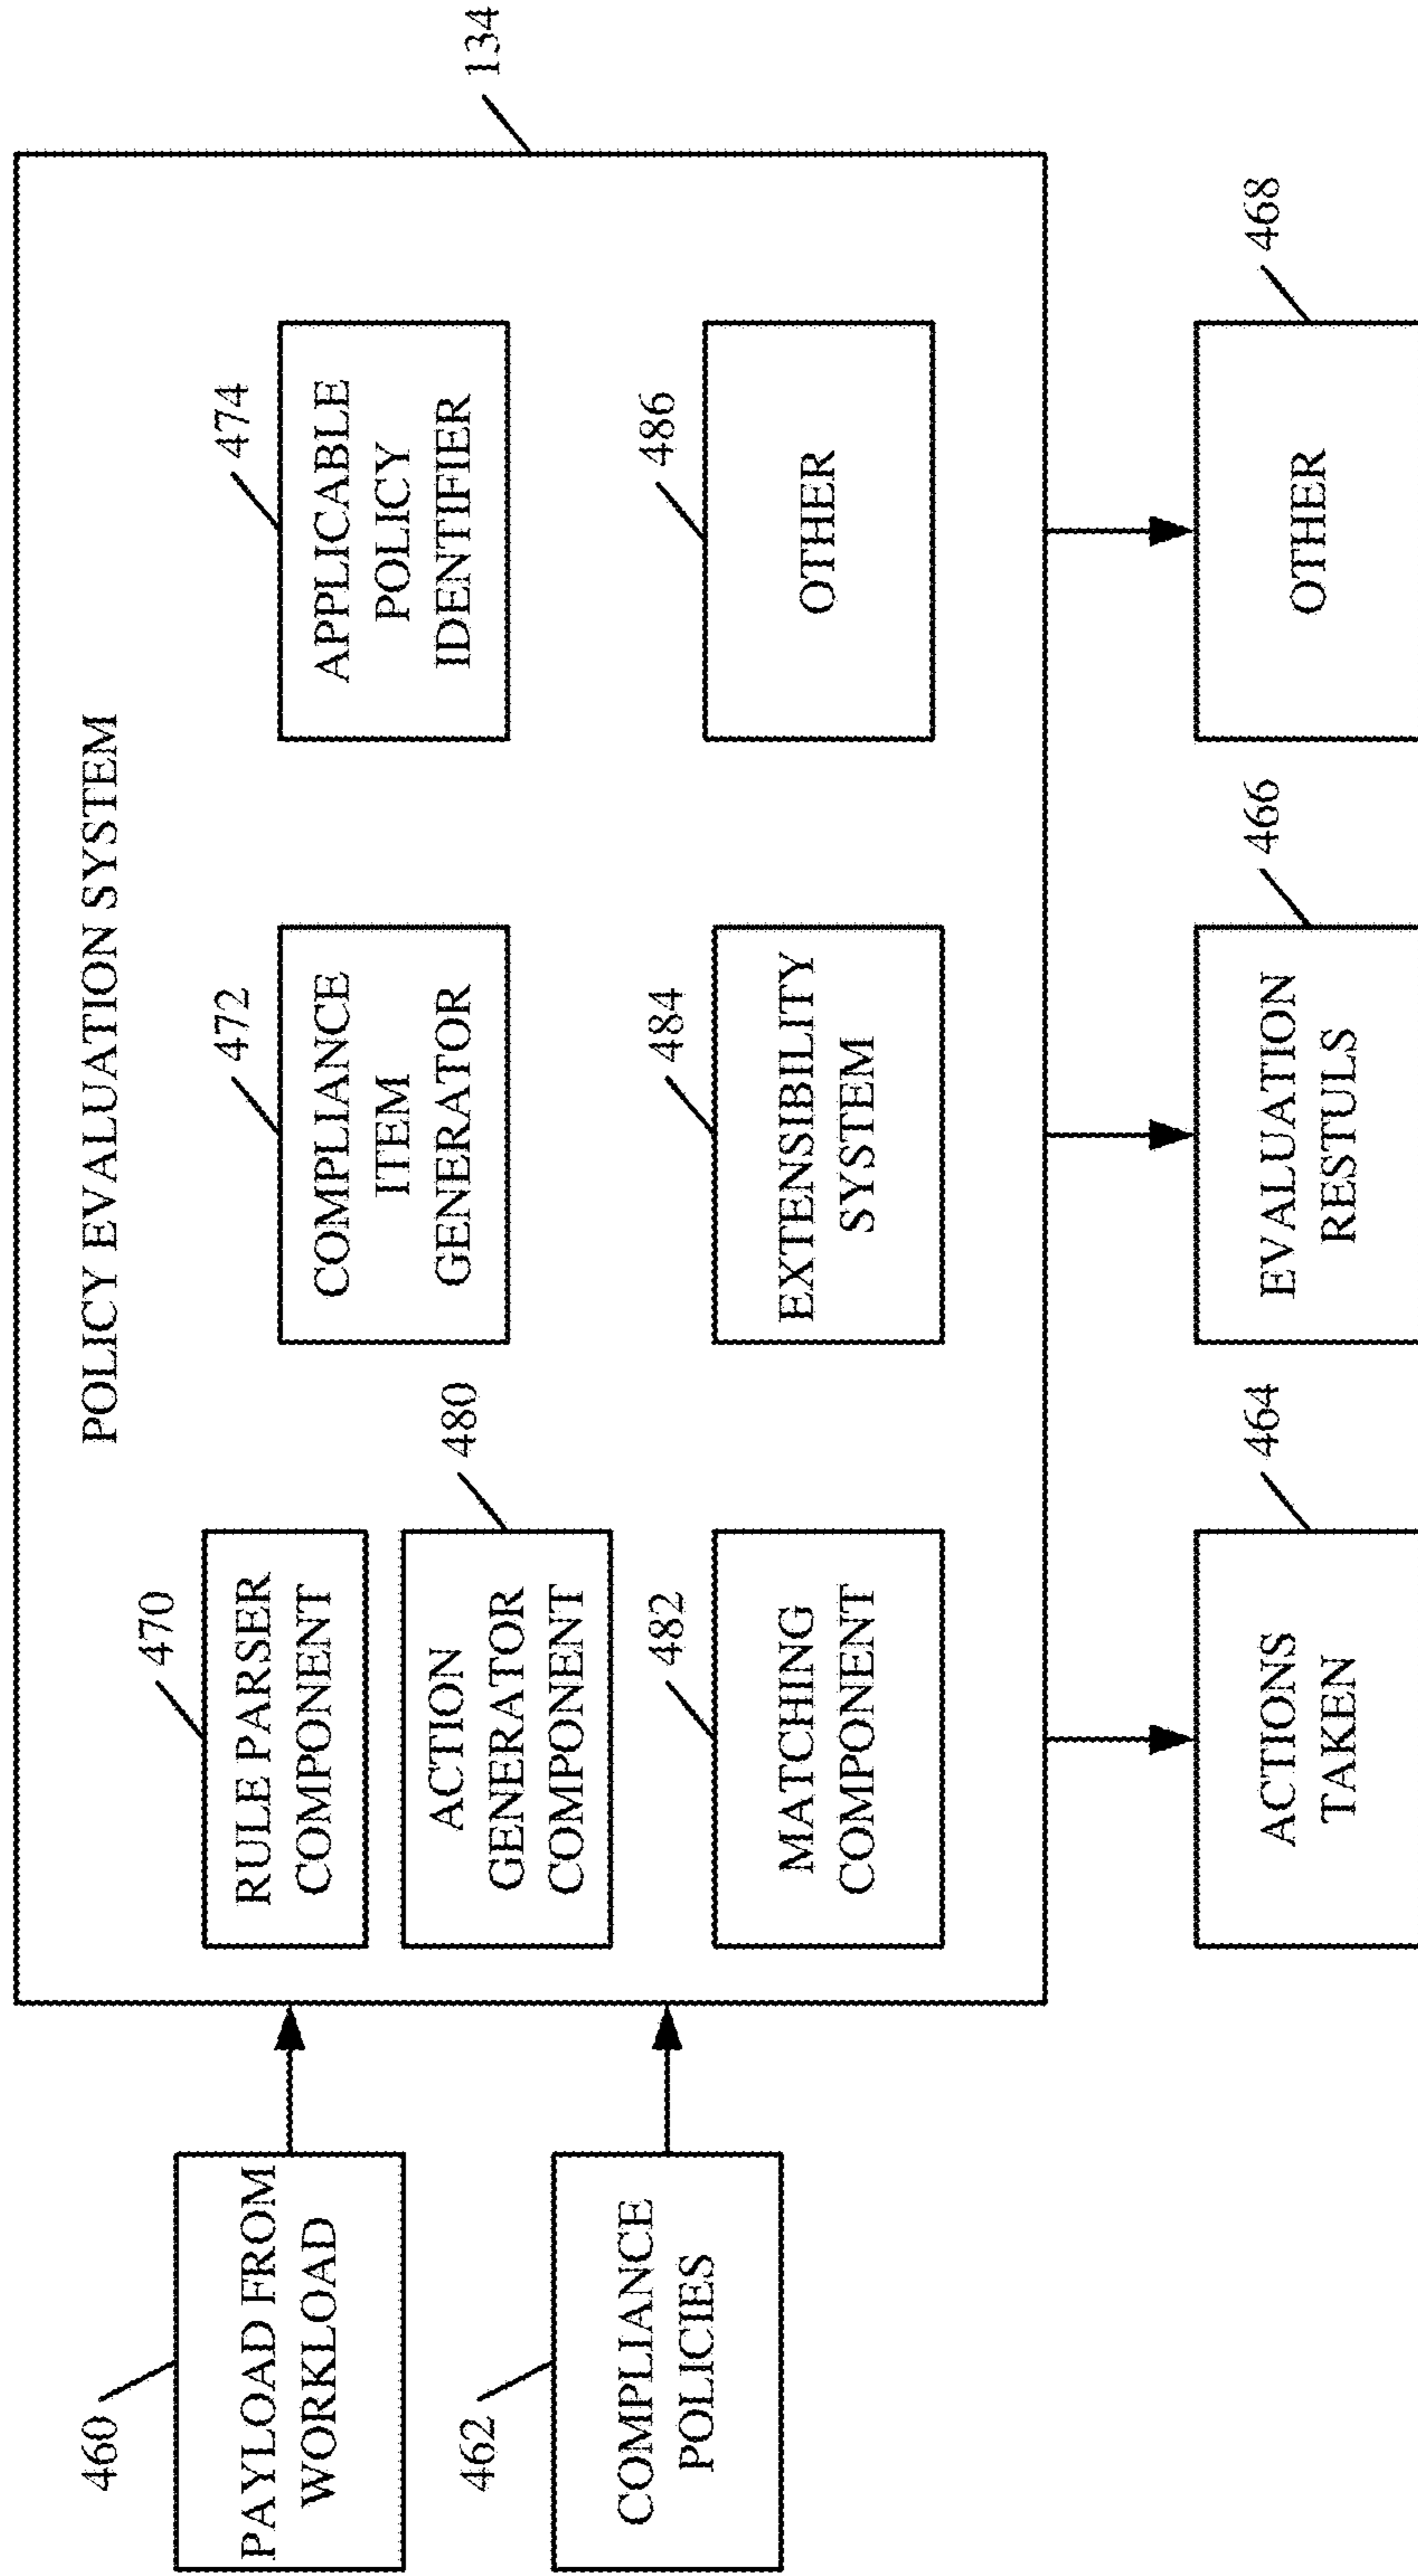 POLICY EVALUATION SYSTEM
134
460
PAYLOAD FROM
WORKLOAD
462
COMPLIANCE
POLICIES
470
RULE PARSER
COMPONENT
480
ACTION
GENERATOR
COMPONENT
482
MATCHING
COMPONENT
472
COMPLIANCE
ITEM
GENERATOR
484
EXTENSIBILITY
SYSTEM
474
APPLICABLE
POLICY
IDENTIFIER
486
OTHER
464
ACTIONS
TAKEN
466
EVALUATION
RESTULS
468
OTHER